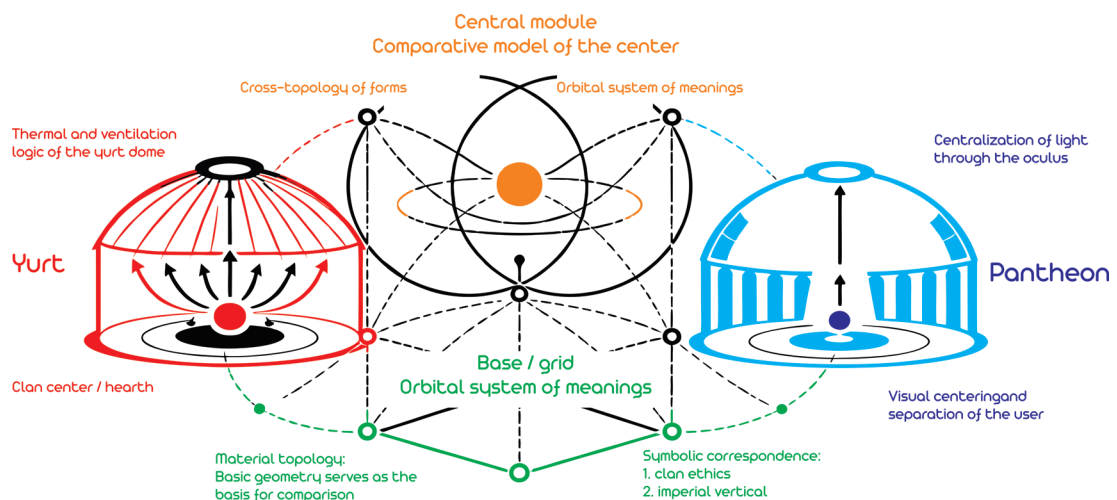 Central module
Comparative model of the center
Cross-topology of forms
Orbital system of meanings
Thermal and ventilation
logic of the yurt dome
Centralization of light
through the oculus
Yurt
Pantheon
Base / grid
Orbital system of meanings
Clan center / hearth
Visual centeringand
separation of the user
Material topology:
Basic geometry serves as the
basis for comparison
Symbolic correspondence:
1. clan ethics
2. imperial vertical